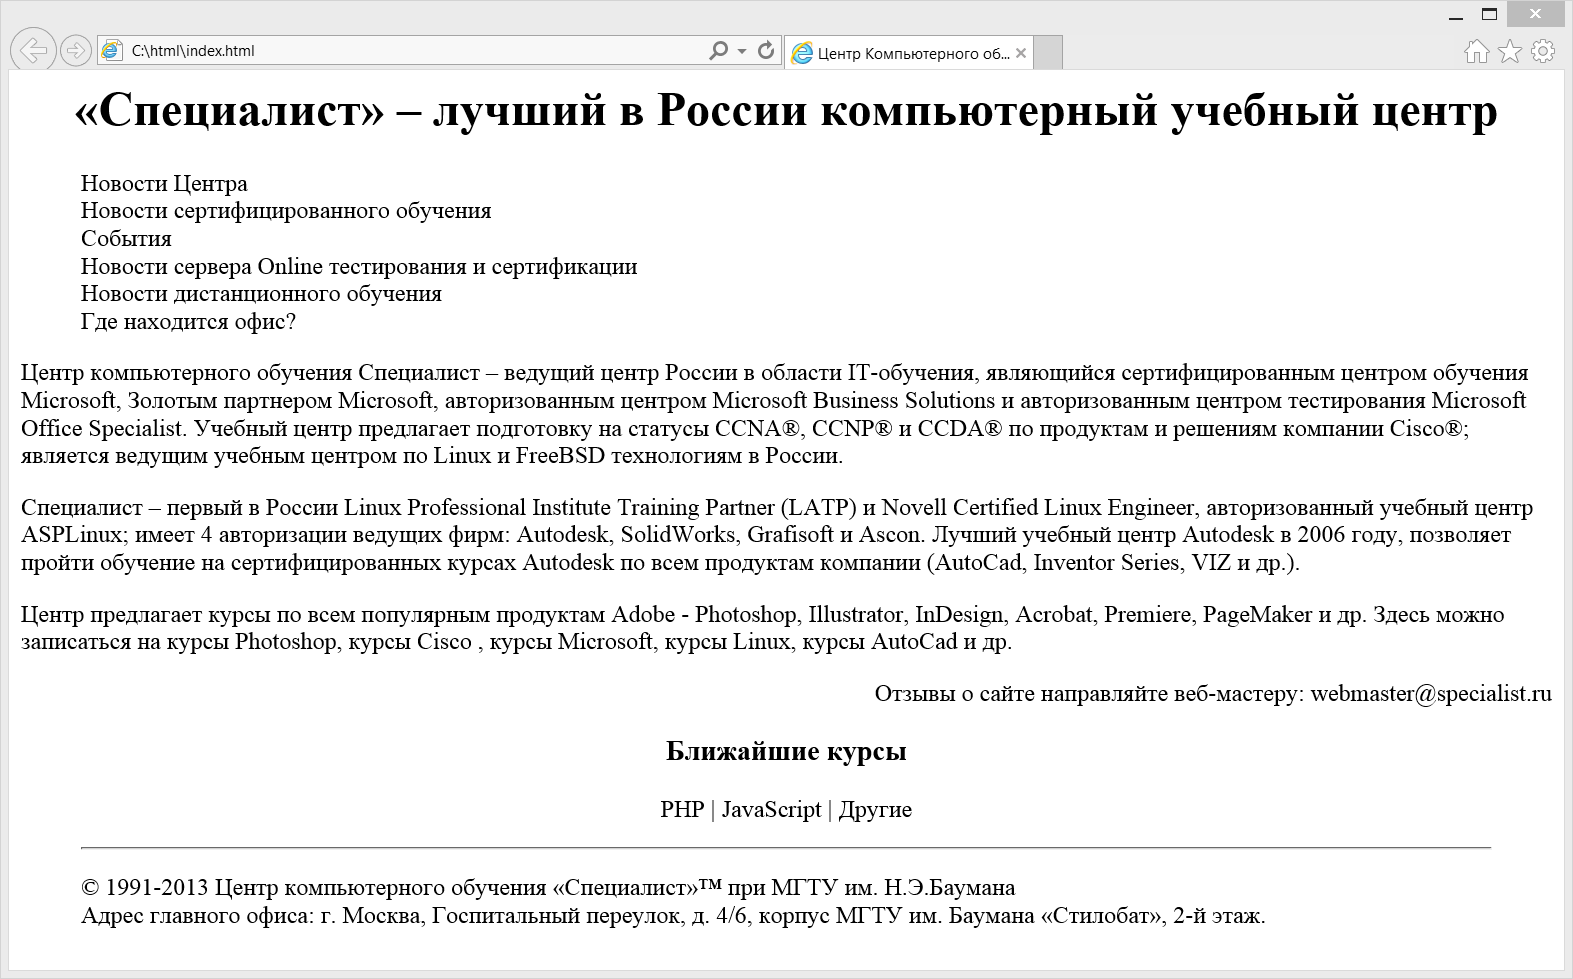 C:\html\index.html
Центр Компьютерного об...
«Специалист» – лучший в России компьютерный учебный центр
Новости Центра
Новости сертифицированного обучения
События
Новости сервера Online тестирования и сертификации
Новости дистанционного обучения
Где находится офис?
Центр компьютерного обучения Специалист – ведущий центр России в области IT-обучения, являющийся сертифицированным центром обучения
Microsoft, Золотым партнером Microsoft, авторизованным центром Microsoft Business Solutions и авторизованным центром тестирования Microsoft
Office Specialist. Учебный центр предлагает подготовку на статусы CCNA®, CCNP® и CCDA® по продуктам и решениям компании Cisco®;
является ведущим учебным центром по Linux и FreeBSD технологиям в России.
Специалист – первый в России Linux Professional Institute Training Partner (LATP) и Novell Certified Linux Engineer, авторизованный учебный центр
ASPLinux; имеет 4 авторизации ведущих фирм: Autodesk, SolidWorks, Grafisoft и Ascon. Лучший учебный центр Autodesk в 2006 году, позволяет
пройти обучение на сертифицированных курсах Autodesk по всем продуктам компании (AutoCad, Inventor Series, VIZ и др.).
Центр предлагает курсы по всем популярным продуктам Adobe - Photoshop, Illustrator, InDesign, Acrobat, Premiere, PageMaker и др. Здесь можно
записаться на курсы Photoshop, курсы Cisco , курсы Microsoft, курсы Linux, курсы AutoCad и др.
Отзывы о сайте направляйте веб-мастеру: webmaster@specialist.ru
Ближайшие курсы
PHP | JavaScript | Другие
© 1991-2013 Центр компьютерного обучения «Специалист»™ при МГТУ им. Н.Э.Баумана
Адрес главного офиса: г. Москва, Госпитальный переулок, д. 4/6, корпус МГТУ им. Баумана «Стилобат», 2-й этаж.